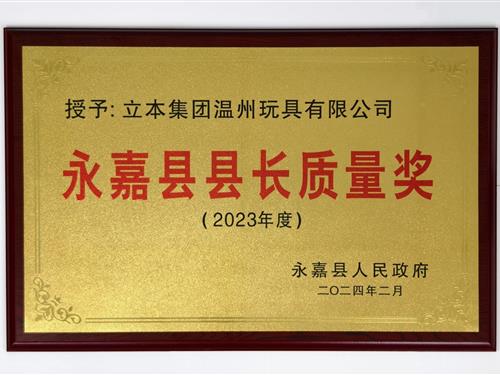 授予: 立本集团温州玩具有限公司
永嘉县县长质量奖
(2023年度)
永嘉县人民政府
二〇二四年二月